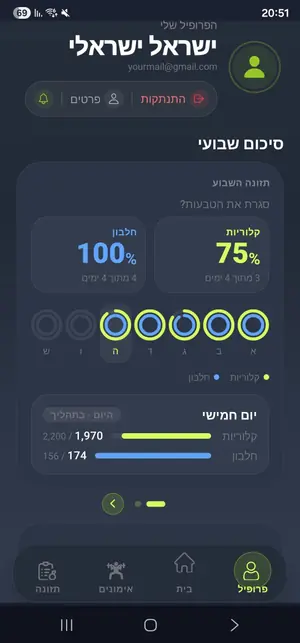 69 20:51
הפרופיל שלי
ישראל ישראלי
yourmail@gmail.com
התנתקות
פרטים
סיכום שבועי
תזונה השבוע
סגרת את הטבעות?
קלוריות
75%
3 מתוך 4 ימים
חלבון
100%
4 מתוך 4 ימים
א ב ג ד ה ו ש
קלוריות חלבון
יום חמישי
היום · בתהליך
קלוריות 1,970 / 2,200
חלבון 174 / 156
פרופיל
בית
אימונים
תזונה